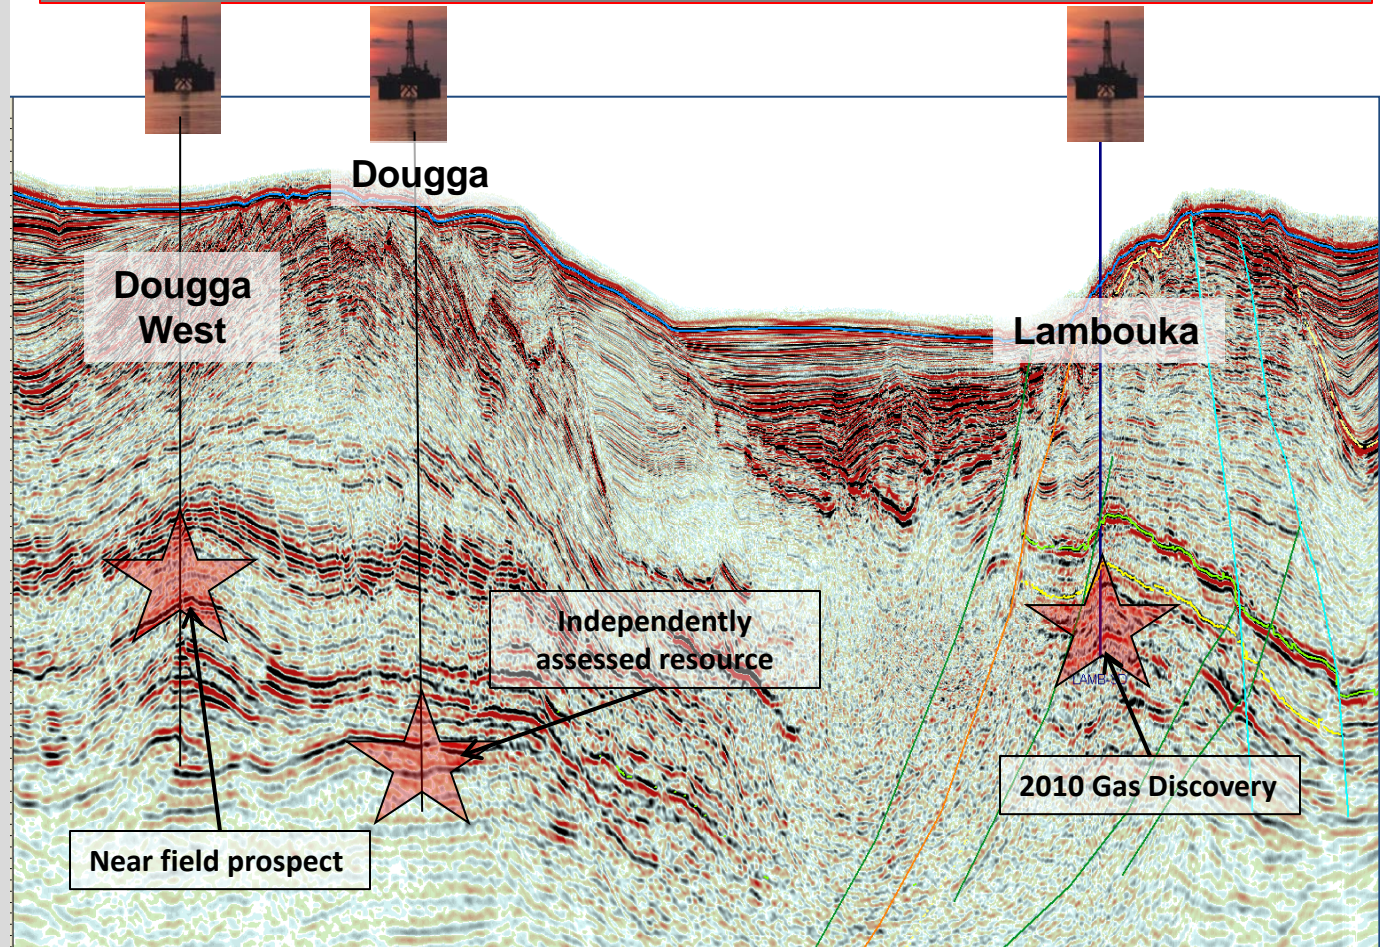 Dougga
Dougga
West
Lambouka
Independently
assessed resource
2010 Gas Discovery
Near field prospect